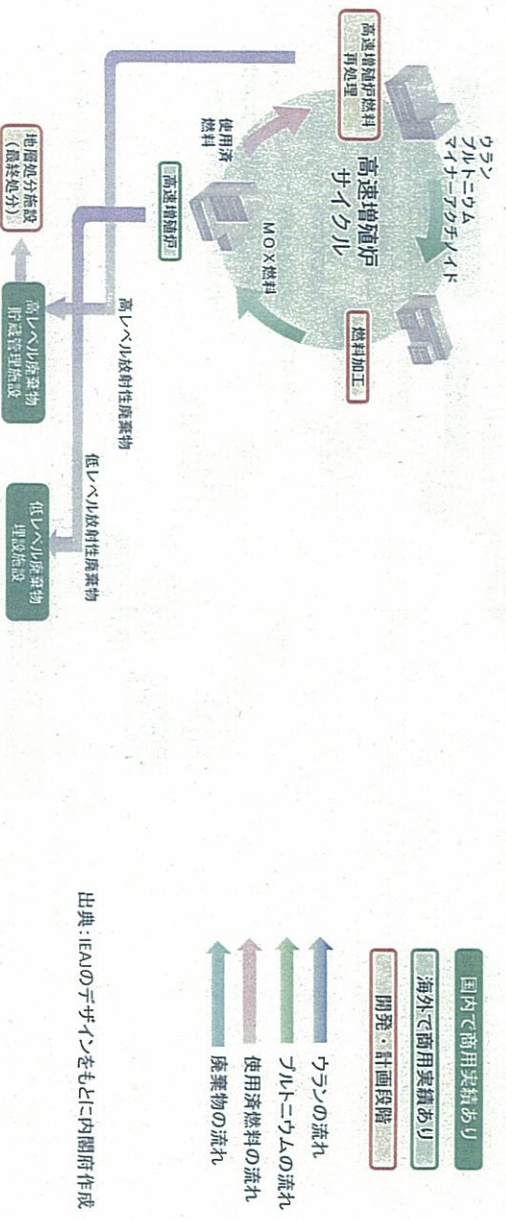 ウラン
プルトニウム
マイナーアクチノイド
高速増殖炉燃料
再処理
高速増殖炉
サイクル
燃料加工
MOX燃料
使用済
燃料
高速増殖炉
高レベル放射性廃棄物
低レベル放射性廃棄物
地層処分施設
(最終処分)
高レベル廃棄物
貯蔵管理施設
低レベル廃棄物
埋設施設
国内で商用実績あり
海外で商用実績あり
開発・計画段階
ウランの流れ
プルトニウムの流れ
使用済燃料の流れ
廃棄物の流れ
出典:IEAJのデザインをもとに内閣府作成